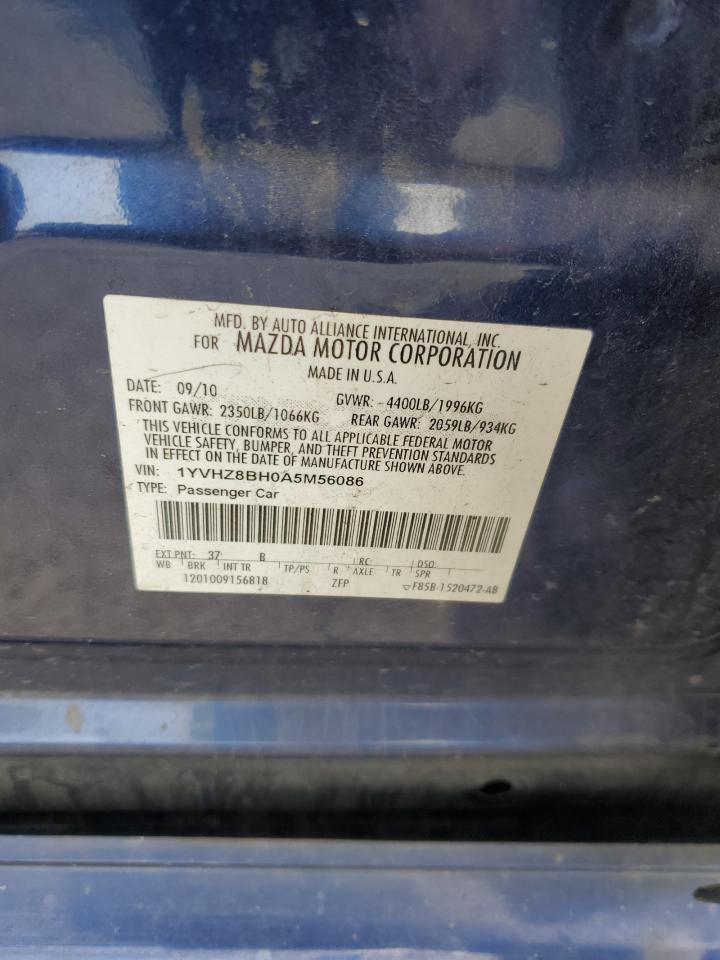 MFD. BY AUTO ALLIANCE INTERNATIONAL, INC.
FOR MAZDA MOTOR CORPORATION
MADE IN U.S.A.
DATE: 09/10 GVWR: 4400LB/1996KG
FRONT GAWR: 2350LB/1066KG REAR GAWR: 2059LB/934KG
THIS VEHICLE CONFORMS TO ALL APPLICABLE FEDERAL MOTOR
VEHICLE SAFETY, BUMPER, AND THEFT PREVENTION STANDARDS
IN EFFECT ON THE DATE OF MANUFACTURE SHOWN ABOVE.
VIN: 1YVHZ8BH0A5M56086
TYPE: Passenger Car
EXT PNT: 37 B RC: DSO:
WB BRK INT TR TP/PS R AXLE TR SPR
1201009156818 ZFP FB5B-1520472-AB